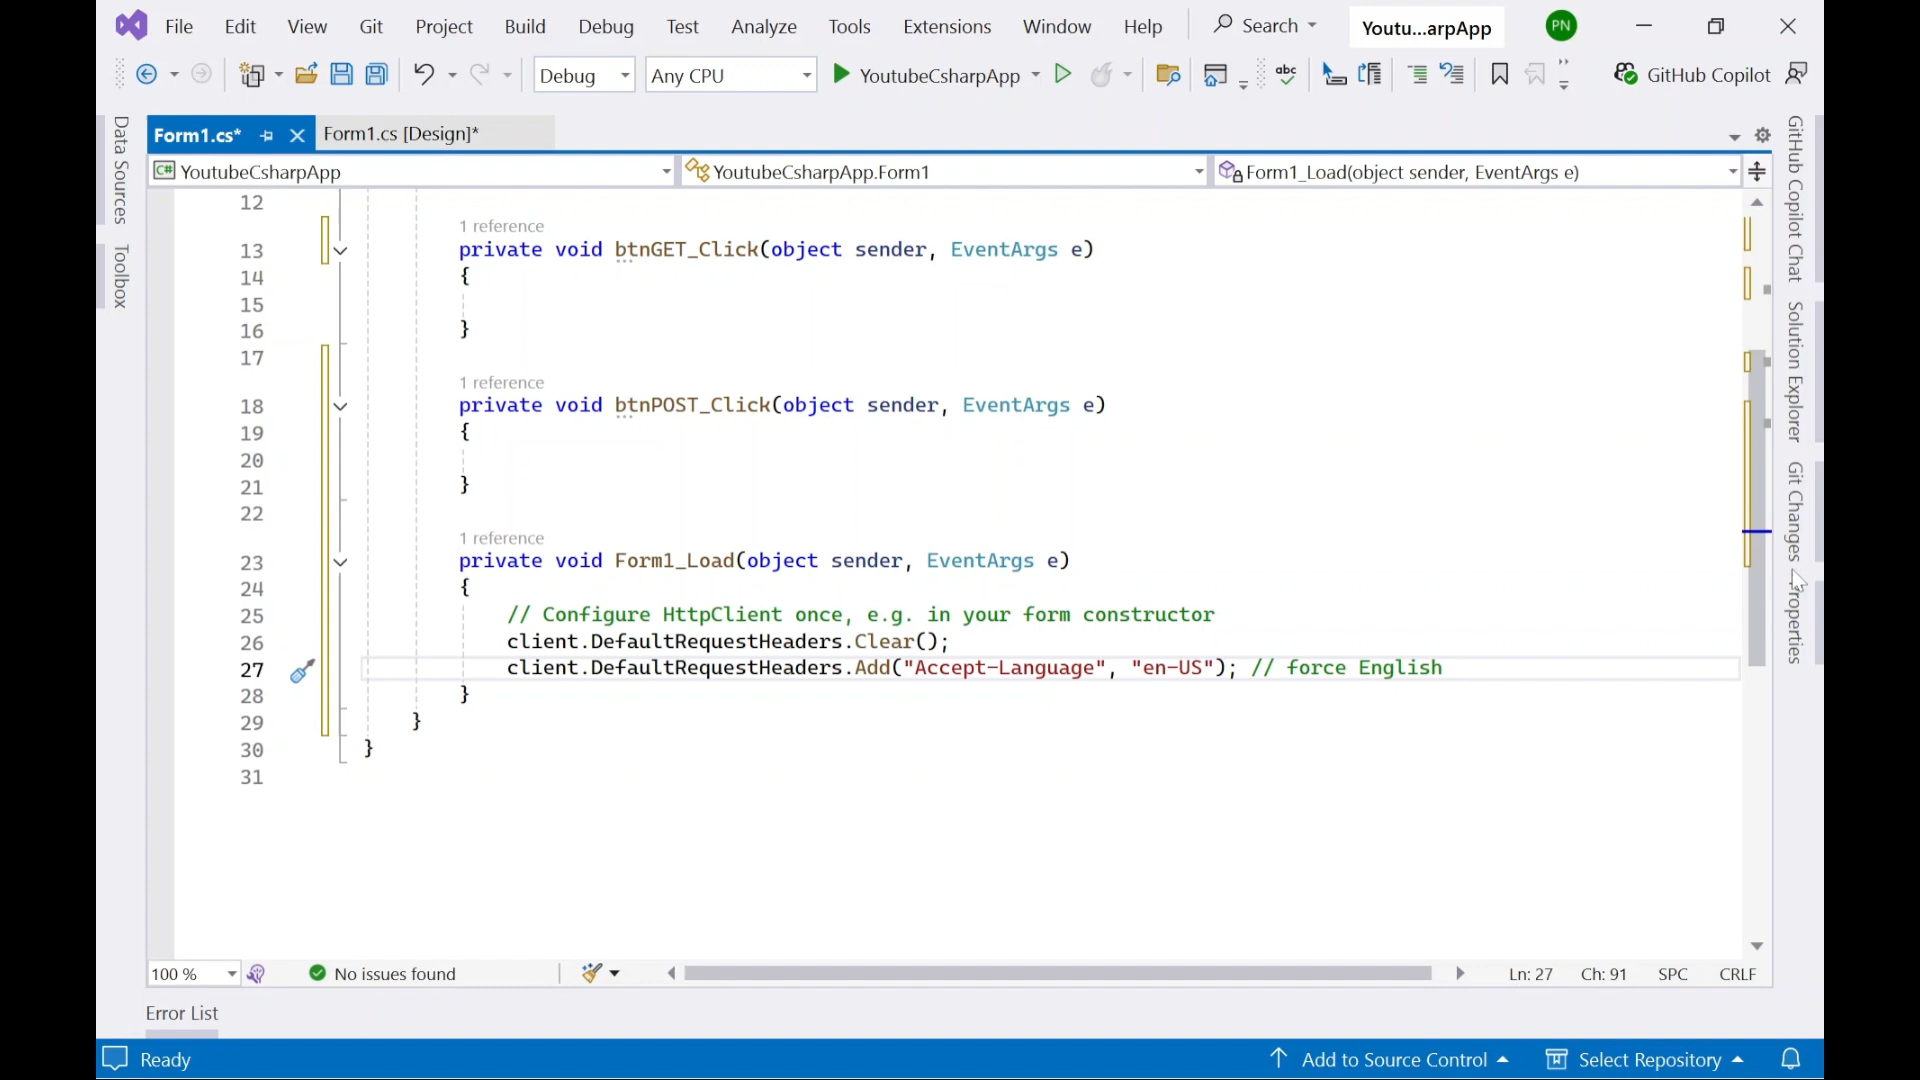 File Edit View Git Project Build Debug Test Analyze Tools Extensions Window Help Search Youtu...arpApp PN
Debug Any CPU YoutubeCsharpApp abc GitHub Copilot
Form1.cs* Form1.cs [Design]*
C# YoutubeCsharpApp YoutubeCsharpApp.Form1 Form1_Load(object sender, EventArgs e)
Data Sources
Toolbox
12
1 reference
13 private void btnGET_Click(object sender, EventArgs e)
14 {
15
16 }
17
1 reference
18 private void btnPOST_Click(object sender, EventArgs e)
19 {
20
21 }
22
1 reference
23 private void Form1_Load(object sender, EventArgs e)
24 {
25 // Configure HttpClient once, e.g. in your form constructor
26 client.DefaultRequestHeaders.Clear();
27 client.DefaultRequestHeaders.Add("Accept-Language", "en-US"); // force English
28 }
29 }
30 }
31
GitHub Copilot Chat
Solution Explorer
Git Changes
Properties
100 % No issues found Ln: 27 Ch: 91 SPC CRLF
Error List
Ready Add to Source Control Select Repository